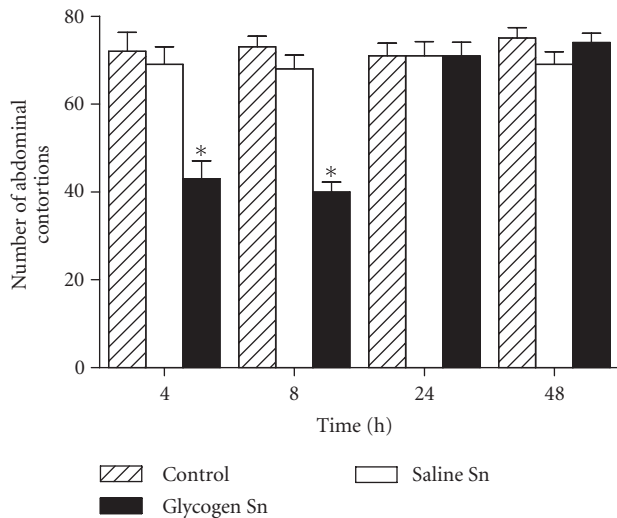 80
60
40
20
0
Number of abdominal
contortions
*
*
4 8 24 48
Time (h)
Control
Saline Sn
Glycogen Sn